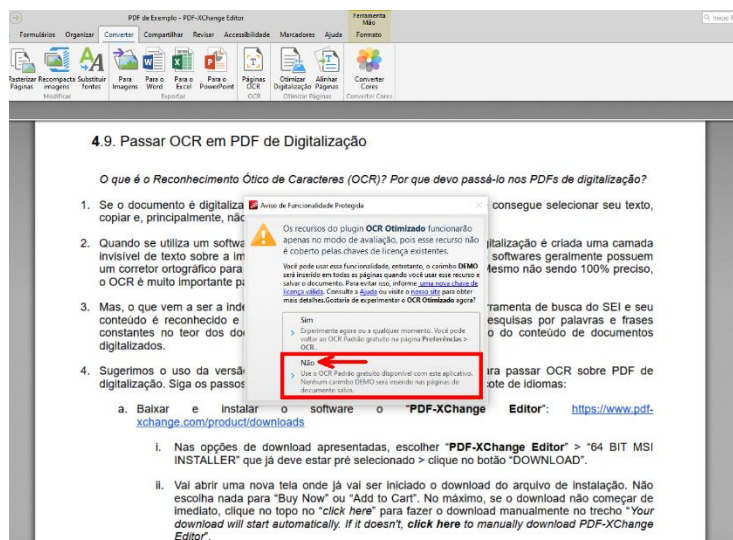 PDF de Exemplo - PDF-XChange Editor
Ferramenta
Mão
Formulários Organizar Converter Compartilhar Revisar Acessibilidade Marcadores Ajuda Formato
Rasterizar Páginas
Recompacta imagens
Substituir fontes
Para Imagens
Para o Word
Para o Excel
Para o PowerPoint
Páginas OCR
Otimizar Digitalização
Alinhar Páginas
Converter Cores
Modificar Exportar OCR Otimizar Páginas Converter Cores
4.9. Passar OCR em PDF de Digitalização
O que é o Reconhecimento Ótico de Caracteres (OCR)? Por que devo passá-lo nos PDFs de digitalização?
1. Se o documento é digitaliza
consegue selecionar seu texto,
copiar e, principalmente, não
2. Quando se utiliza um softwa
italização é criada uma camada
invisível de texto sobre a im
softwares geralmente possuem
um corretor ortográfico para
Mesmo não sendo 100% preciso,
o OCR é muito importante pa
3. Mas, o que vem a ser a inde
rramenta de busca do SEI e seu
conteúdo é reconhecido e
esquisas por palavras e frases
constantes no teor dos do
o do conteúdo de documentos
digitalizados.
4. Sugerimos o uso da versão
ara passar OCR sobre PDF de
digitalização. Siga os passos
cote de idiomas:
Aviso de Funcionalidade Protegida
Os recursos do plugin OCR Otimizado funcionarão
apenas no modo de avaliação, pois esse recurso não
é coberto pelas chaves de licença existentes.
Você pode usar essa funcionalidade, entretanto, o carimbo DEMO
será inserido em todas as páginas quando você usar esse recurso e
salvar o documento. Para evitar isso, informe uma nova chave de
licença válida. Consulte a Ajuda ou visite o nosso site para obter
mais detalhes.Gostaria de experimentar o OCR Otimizado agora?
Sim
Experimente agora ou a qualquer momento. Você pode
voltar ao OCR Padrão gratuito na página Preferências >
OCR .
Não
Use o OCR Padrão gratuito disponível com este aplicativo.
Nenhum carimbo DEMO será inserido nas páginas do
documento salvo.
a. Baixar e instalar o software o "PDF-XChange Editor": https://www.pdf-
xchange.com/product/downloads
i. Nas opções de download apresentadas, escolher "PDF-XChange Editor" > "64 BIT MSI
INSTALLER" que já deve estar pré selecionado > clique no botão "DOWNLOAD".
ii. Vai abrir uma nova tela onde já vai ser iniciado o download do arquivo de instalação. Não
escolha nada para "Buy Now" ou "Add to Cart". No máximo, se o download não começar de
imediato, clique no topo no "click here" para fazer o download manualmente no trecho "Your
download will start automatically. If it doesn't, click here to manually download PDF-XChange
Editor".